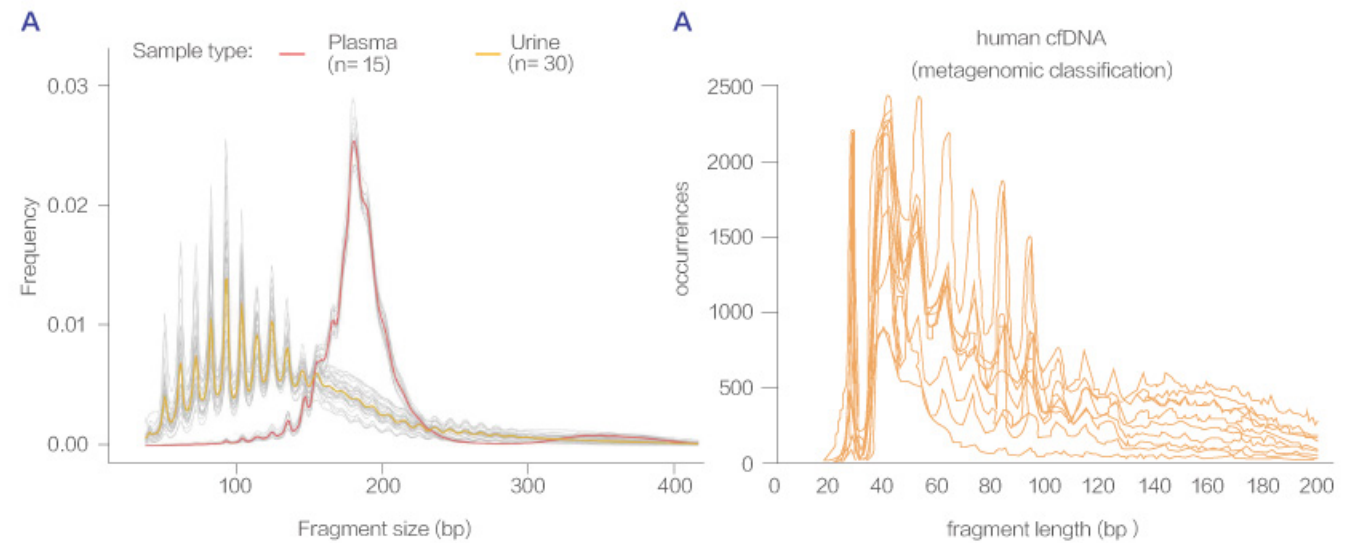 A
Sample type:
Plasma
(n= 15)
Urine
(n= 30)
0.03
0.02
0.01
0.00
Frequency
100
200
300
400
Fragment size (bp)
A
human cfDNA
(metagenomic classification)
2500
2000
1500
1000
500
0
occurrences
0
20
40
60
80
100
120
140
160
180
200
fragment length (bp )